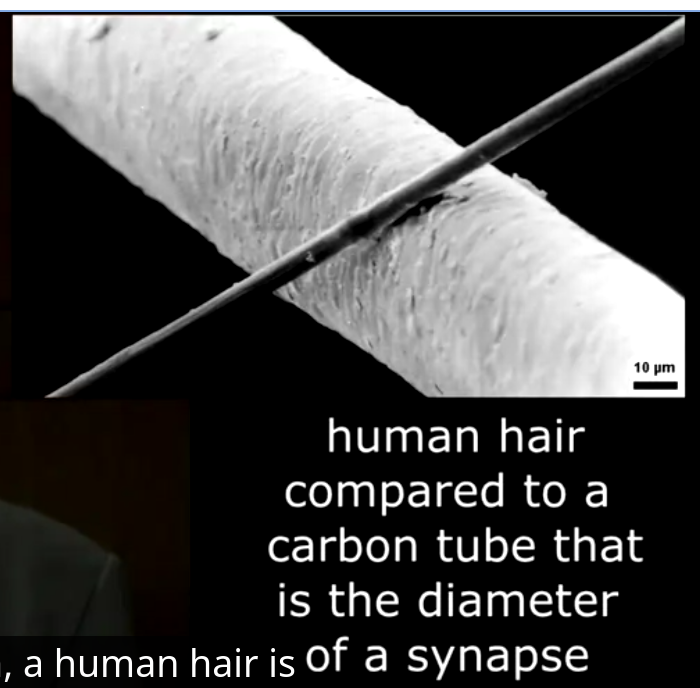 10 µm
human hair
compared to a
carbon tube that
is the diameter
of a synapse
, a human hair is